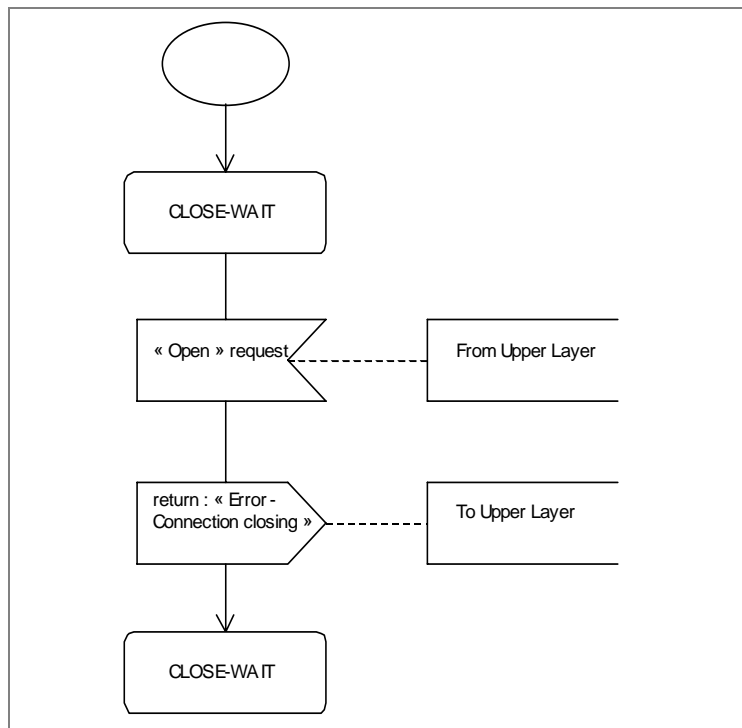 CLOSE-WAIT
« Open » request
From Upper Layer
return : « Error -
Connection closing »
To Upper Layer
CLOSE-WAIT